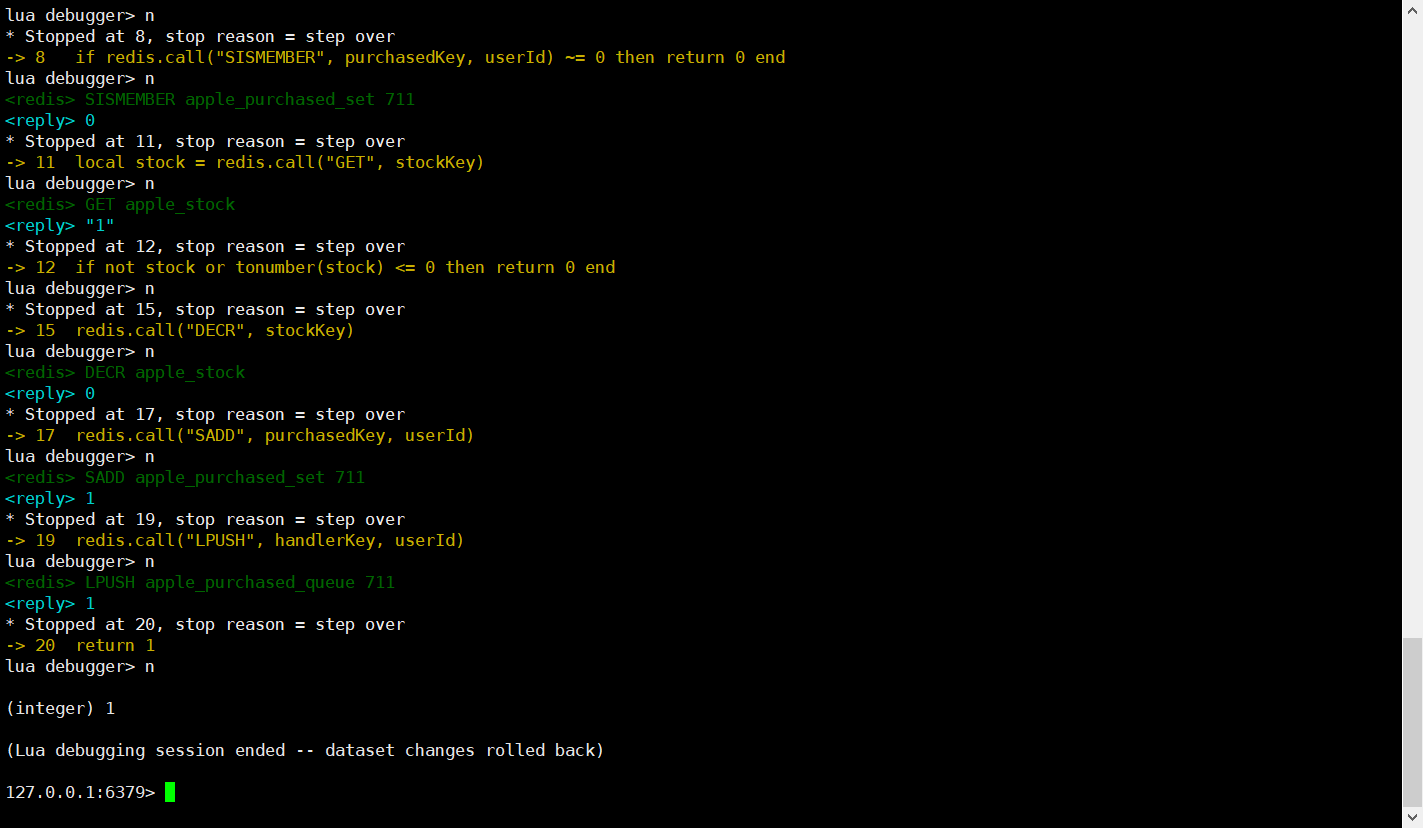 lua debugger> n
* Stopped at 8, stop reason = step over
-> 8   if redis.call("SISMEMBER", purchasedKey, userId) ~= 0 then return 0 end
lua debugger> n
<redis> SISMEMBER apple_purchased_set 711
<reply> 0
* Stopped at 11, stop reason = step over
-> 11  local stock = redis.call("GET", stockKey)
lua debugger> n
<redis> GET apple_stock
<reply> "1"
* Stopped at 12, stop reason = step over
-> 12  if not stock or tonumber(stock) <= 0 then return 0 end
lua debugger> n
* Stopped at 15, stop reason = step over
-> 15  redis.call("DECR", stockKey)
lua debugger> n
<redis> DECR apple_stock
<reply> 0
* Stopped at 17, stop reason = step over
-> 17  redis.call("SADD", purchasedKey, userId)
lua debugger> n
<redis> SADD apple_purchased_set 711
<reply> 1
* Stopped at 19, stop reason = step over
-> 19  redis.call("LPUSH", handlerKey, userId)
lua debugger> n
<redis> LPUSH apple_purchased_queue 711
<reply> 1
* Stopped at 20, stop reason = step over
-> 20  return 1
lua debugger> n
(integer) 1
(Lua debugging session ended -- dataset changes rolled back)
127.0.0.1:6379>